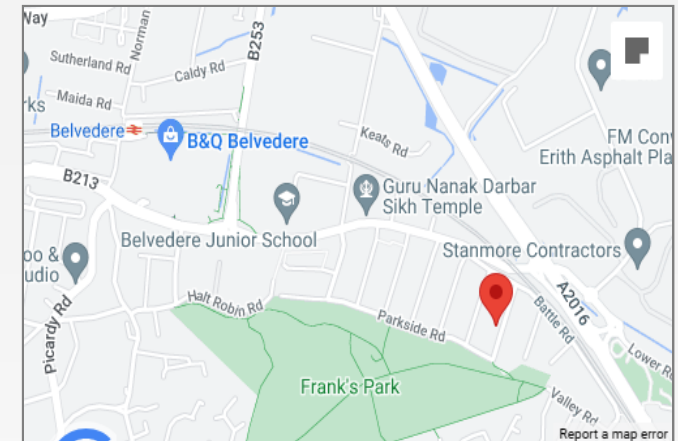 Way
Norman
B253
Sutherland Rd
Caldy Rd
Maida Rd
rks
Belvedere
B&Q Belvedere
Keats Rd
FM Conv
Erith Asphalt Pla
B213
Guru Nanak Darbar
Sikh Temple
Belvedere Junior School
Stanmore Contractors
oo &
udio
A2016
Halt Robin Rd
Battle Rd
Picardy Rd
Parkside Rd
Lower R
Frank's Park
Valley Rd
Report a map error